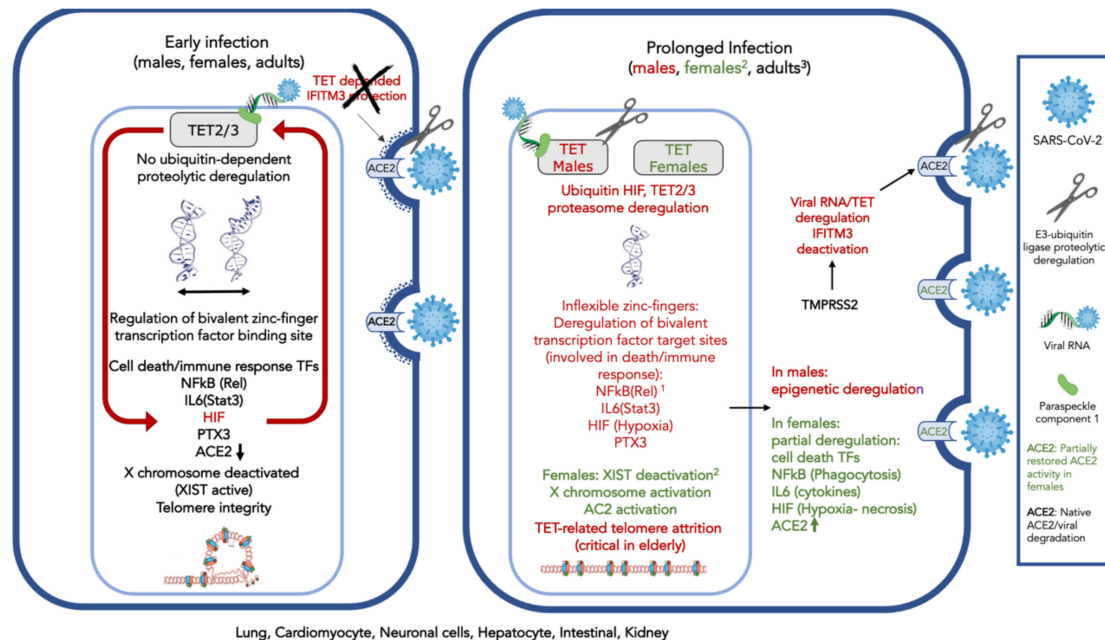 Early infection
(males, females, adults)
TET depended
IFITM3 protection
TET2/3
No ubiquitin-dependent
proteolytic deregulation
Regulation of bivalent zinc-finger
transcription factor binding site
Cell death/immune response TFs
NFkB (Rel)
IL6(Stat3)
HIF
PTX3
ACE2
X chromosome deactivated
(XIST active)
Telomere integrity
ACE2
ACE2
Prolonged Infection
(males, females², adults³)
TET
Males
TET
Females
Ubiquitin HIF, TET2/3
proteasome deregulation
Inflexible zinc-fingers:
Deregulation of bivalent
transcription factor target sites
(involved in death/immune
response):
NFkB(Rel) ¹
IL6(Stat3)
HIF (Hypoxia)
PTX3
Females: XIST deactivation²
X chromosome activation
AC2 activation
TET-related telomere attrition
(critical in elderly)
Viral RNA/TET
deregulation
IFITM3
deactivation
TMPRSS2
In males:
epigenetic deregulation
In females:
partial deregulation:
cell death TFs
NFkB (Phagocytosis)
IL6 (cytokines)
HIF (Hypoxia- necrosis)
ACE2
ACE2
ACE2
ACE2
SARS-CoV-2
E3-ubiquitin
ligase proteolytic
deregulation
Viral RNA
Paraspeckle
component 1
ACE2: Partially
restored ACE2
activity in
females
ACE2: Native
ACE2/viral
degradation
Lung, Cardiomyocyte, Neuronal cells, Hepatocyte, Intestinal, Kidney